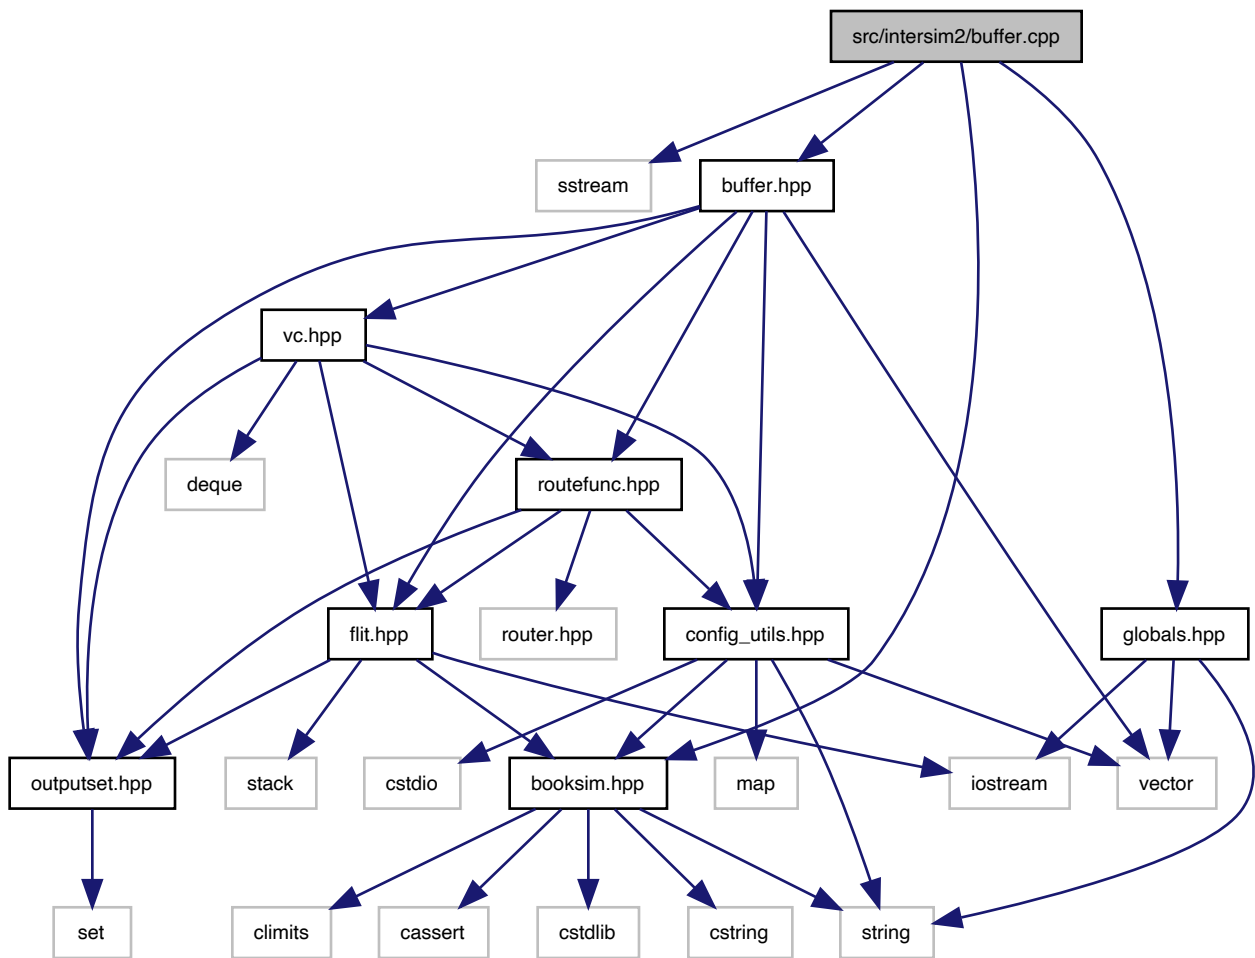 src/intersim2/buffer.cpp
sstream
buffer.hpp
vc.hpp
deque
routefunc.hpp
flit.hpp
router.hpp
config_utils.hpp
globals.hpp
outputset.hpp
stack
cstdio
booksim.hpp
map
iostream
vector
set
climits
cassert
cstdlib
cstring
string